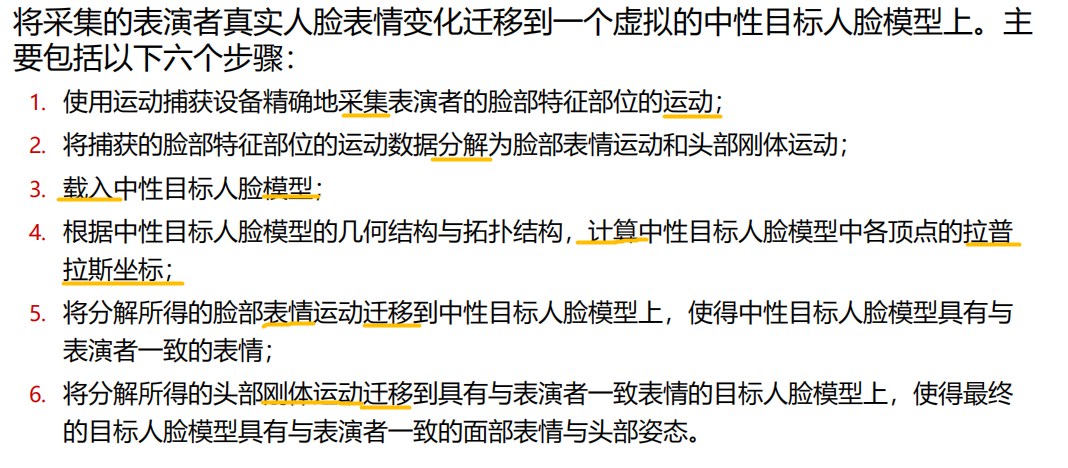 将采集的表演者真实人脸表情变化迁移到一个虚拟的中性目标人脸模型上。主
要包括以下六个步骤：
1. 使用运动捕获设备精确地采集表演者的脸部特征部位的运动；
2. 将捕获的脸部特征部位的运动数据分解为脸部表情运动和头部刚体运动；
3. 载入中性目标人脸模型；
4. 根据中性目标人脸模型的几何结构与拓扑结构，计算中性目标人脸模型中各顶点的拉普
拉斯坐标；
5. 将分解所得的脸部表情运动迁移到中性目标人脸模型上，使得中性目标人脸模型具有与
表演者一致的表情；
6. 将分解所得的头部刚体运动迁移到具有与表演者一致表情的目标人脸模型上，使得最终
的目标人脸模型具有与表演者一致的面部表情与头部姿态。